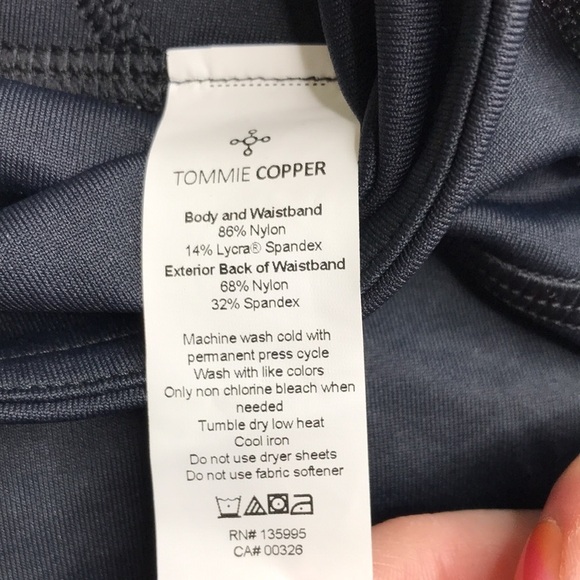 TOMMIE COPPER
Body and Waistband
86% Nylon
14% Lycra® Spandex
Exterior Back of Waistband
68% Nylon
32% Spandex
Machine wash cold with
permanent press cycle
Wash with like colors
Only non chlorine bleach when
needed
Tumble dry low heat
Cool iron
Do not use dryer sheets
Do not use fabric softener
RN# 135995
CA# 00326